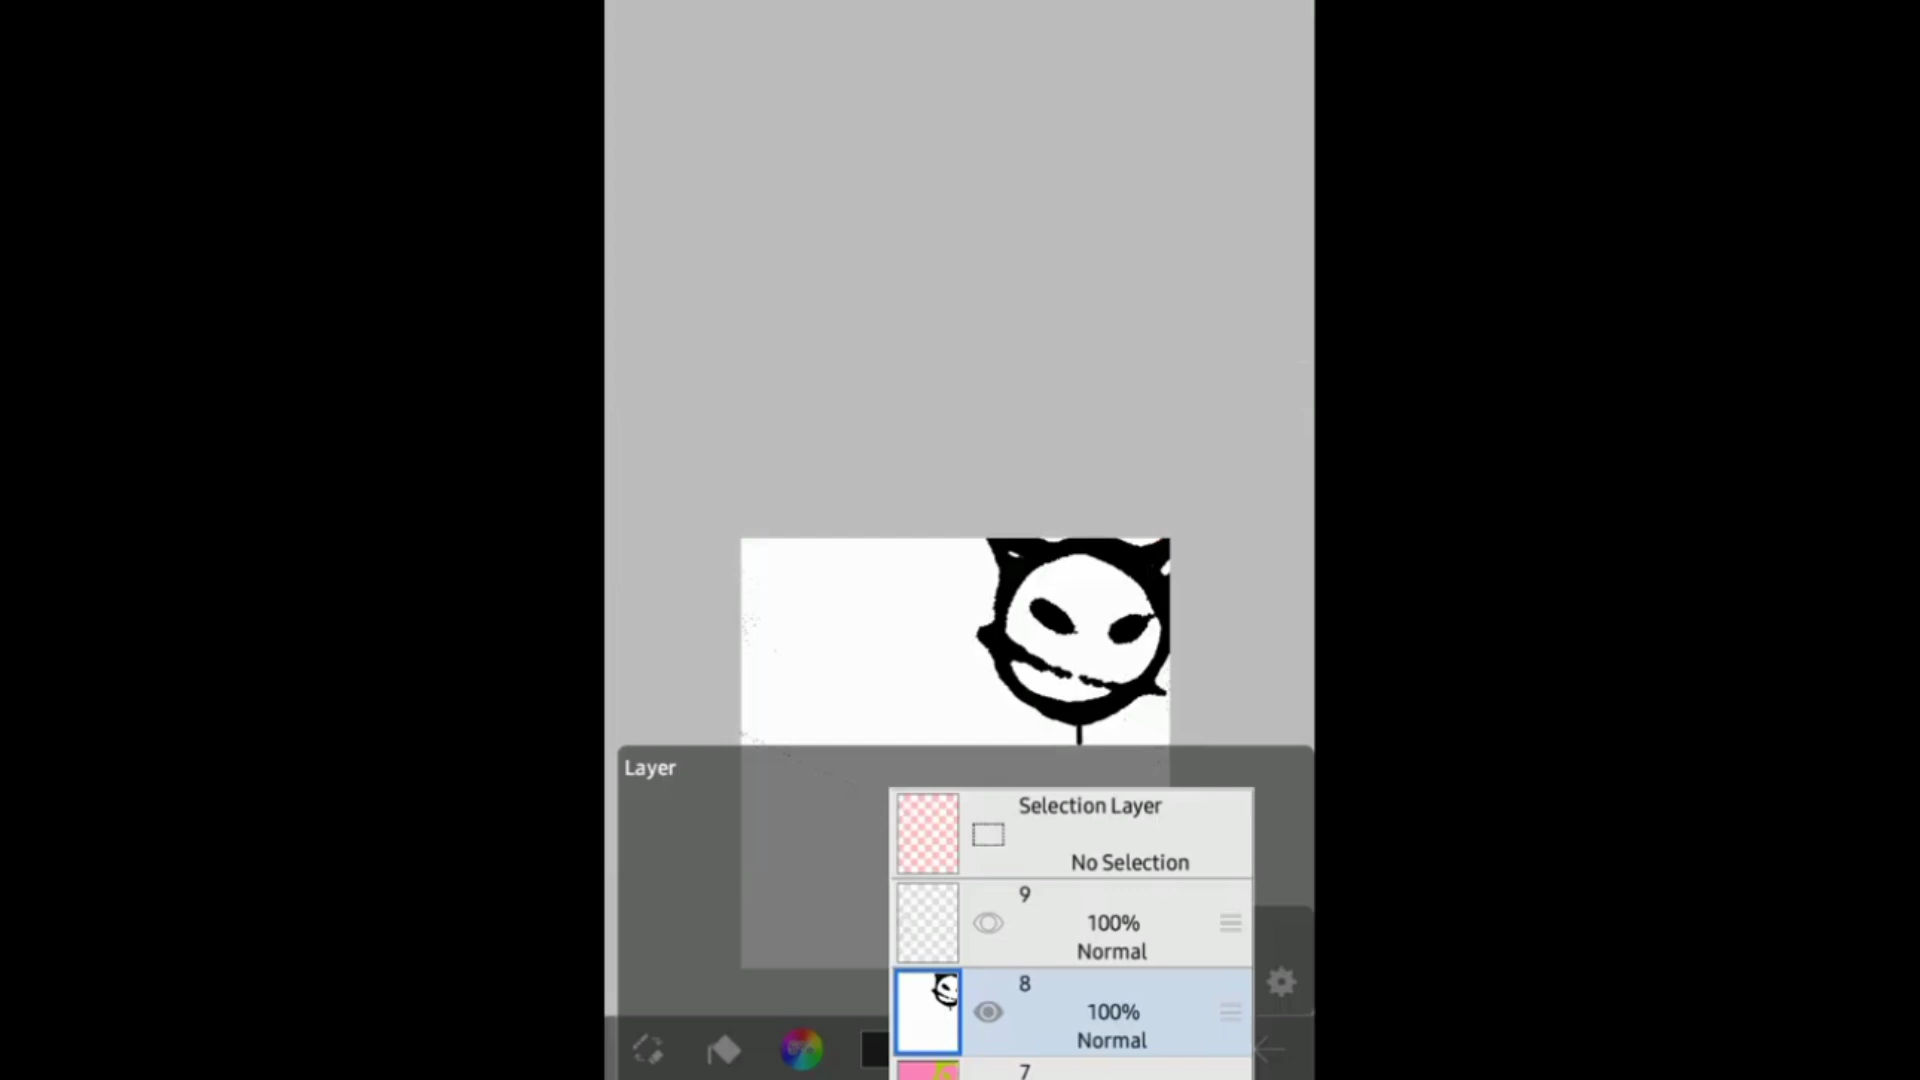 Layer
Selection Layer
No Selection
9
100%
Normal
8
100%
Normal
7